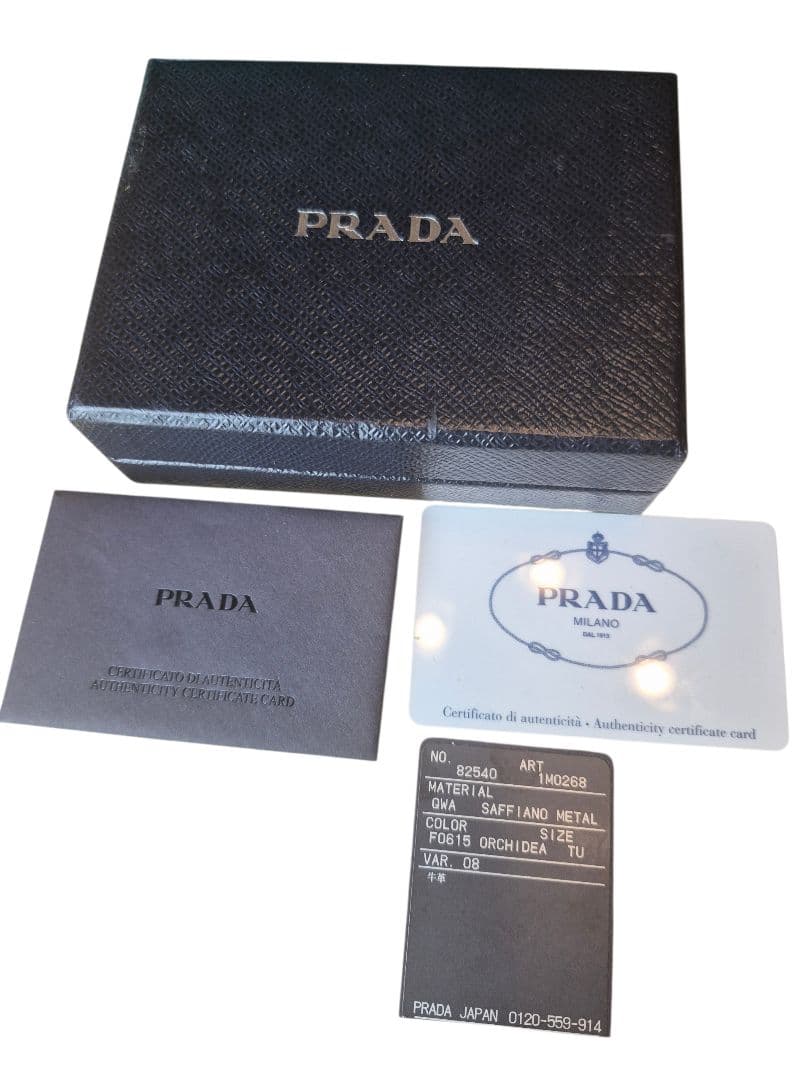 PRADA
PRADA
CERTIFICATO DI AUTENTICITÀ
AUTHENTICITY CERTIFICATE CARD
PRADA
MILANO
DAL 1913
Certificato di autenticità • Authenticity certificate card
NO. ART
82540 1M0268
MATERIAL
QWA SAFFIANO METAL
COLOR SIZE
F0615 ORCHIDEA TU
VAR. 08
牛革
PRADA JAPAN 0120-559-914